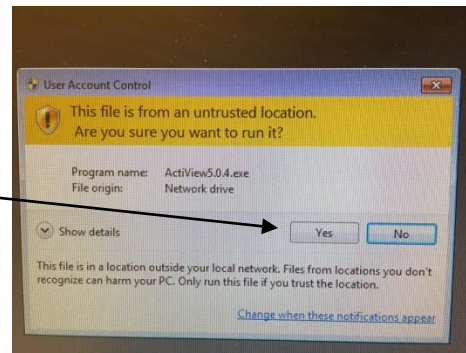 User Account Control
This file is from an untrusted location.
Are you sure you want to run it?
Program name: ActiView5.0.4.exe
File origin: Network drive
Show details
Yes No
This file is in a location outside your local network. Files from locations you don't
recognize can harm your PC. Only run this file if you trust the location.
Change when these notifications appear